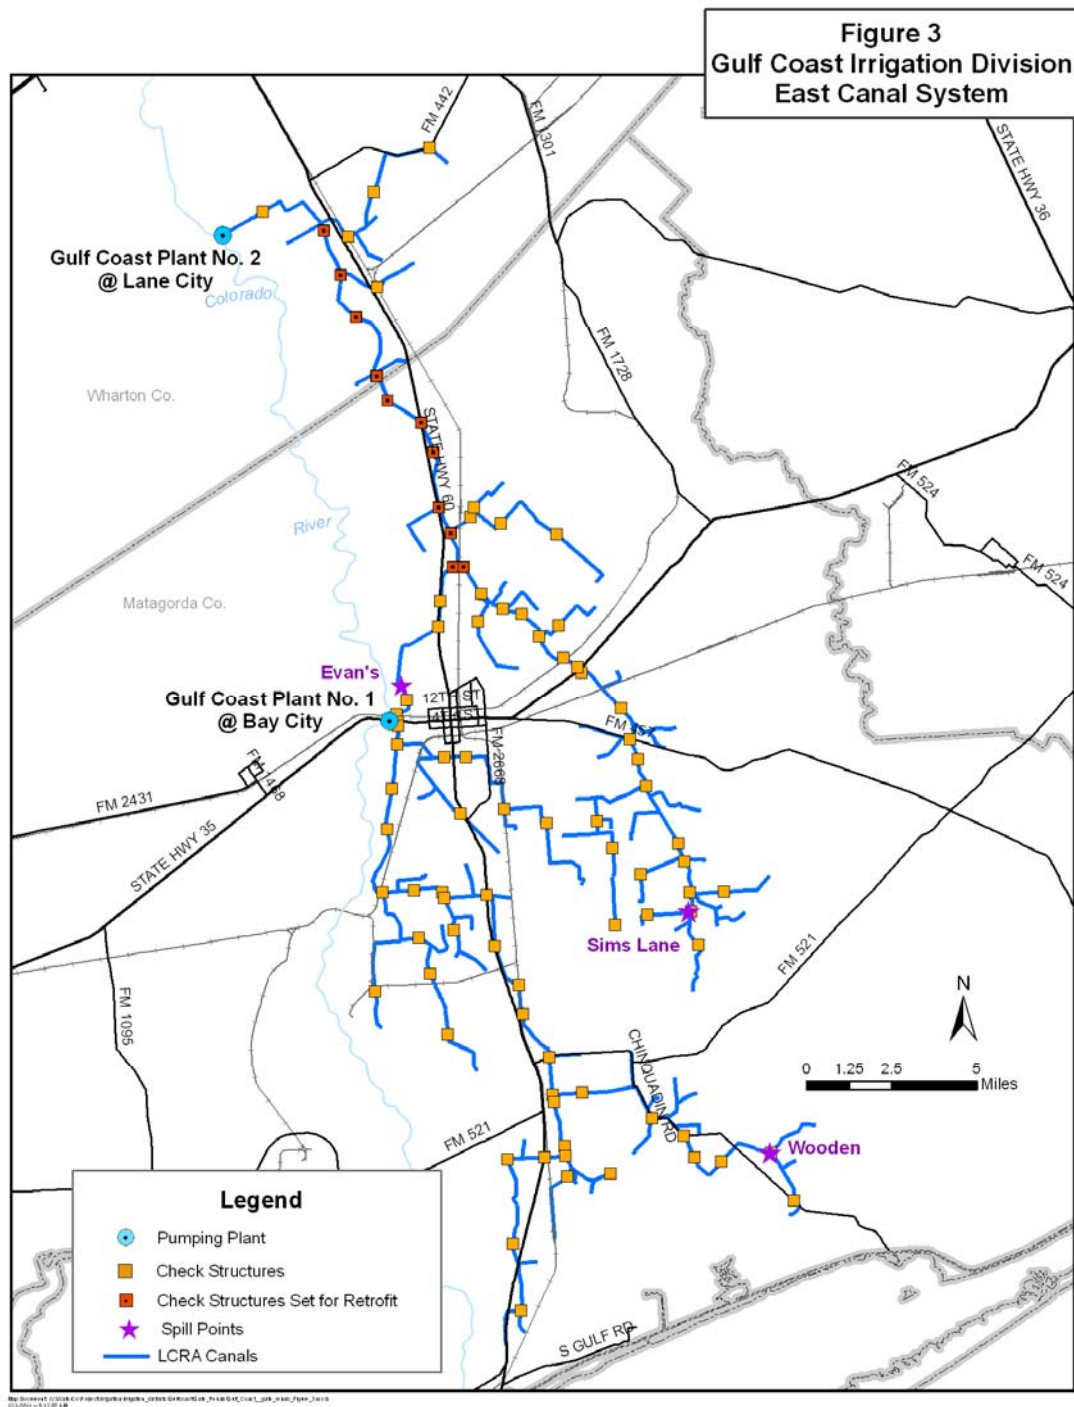 Figure 3
Gulf Coast Irrigation Division
East Canal System
FM 442
FM 1301
STATE HWY 36
Gulf Coast Plant No. 2
@ Lane City
Colorado
FM 1728
Wharton Co.
STATE HWY 60
FM 524
River
FM 524
Matagorda Co.
Evan's
12TH ST
Gulf Coast Plant No. 1
@ Bay City
FM 457
FM 2668
FM 1468
FM 2431
STATE HWY 35
Sims Lane
FM 521
N
FM 1095
CHINQUAPIN RD
0 1.25 2.5 5
Miles
FM 521
Wooden
Legend
Pumping Plant
Check Structures
Check Structures Set for Retrofit
Spill Points
LCRA Canals
S GULF RD